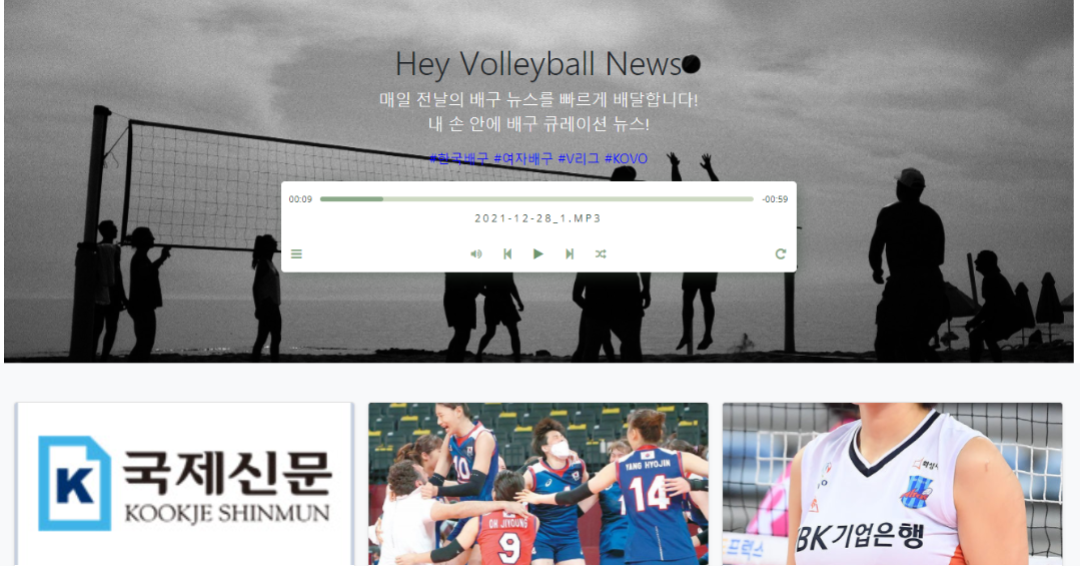 Hey Volleyball News
매일 전날의 배구 뉴스를 빠르게 배달합니다!
내 손 안에 배구 큐레이션 뉴스!
#한국배구 #여자배구 #V리그 #KOVO
00:09 -00:59
2021-12-28_1.MP3
국제신문
KOOKJE SHINMUN
10
YANG HYOJIN
14
OH JIYOUNG
9
IBK기업은행